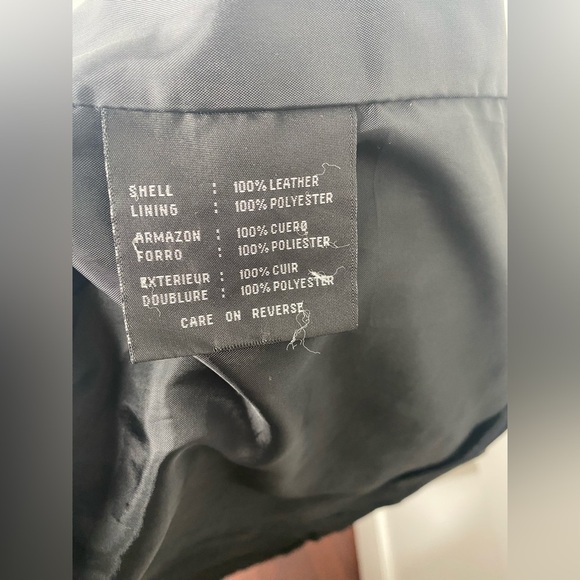 SHELL : 100% LEATHER
LINING : 100% POLYESTER
ARMAZON : 100% CUERO
FORRO : 100% POLIESTER
EXTERIEUR : 100% CUIR
DOUBLURE : 100% POLYESTER
CARE ON REVERSE